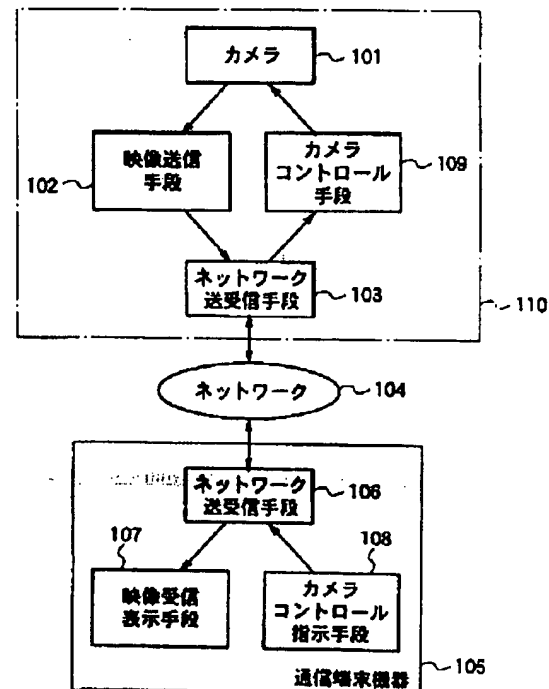 カメラ
101
映像送信
手段
102
カメラ
コントロール
手段
109
ネットワーク
送受信手段
103
110
ネットワーク
104
ネットワーク
送受信手段
106
107
映像受信
表示手段
108
カメラ
コントロール
指示手段
通信端末機器
105